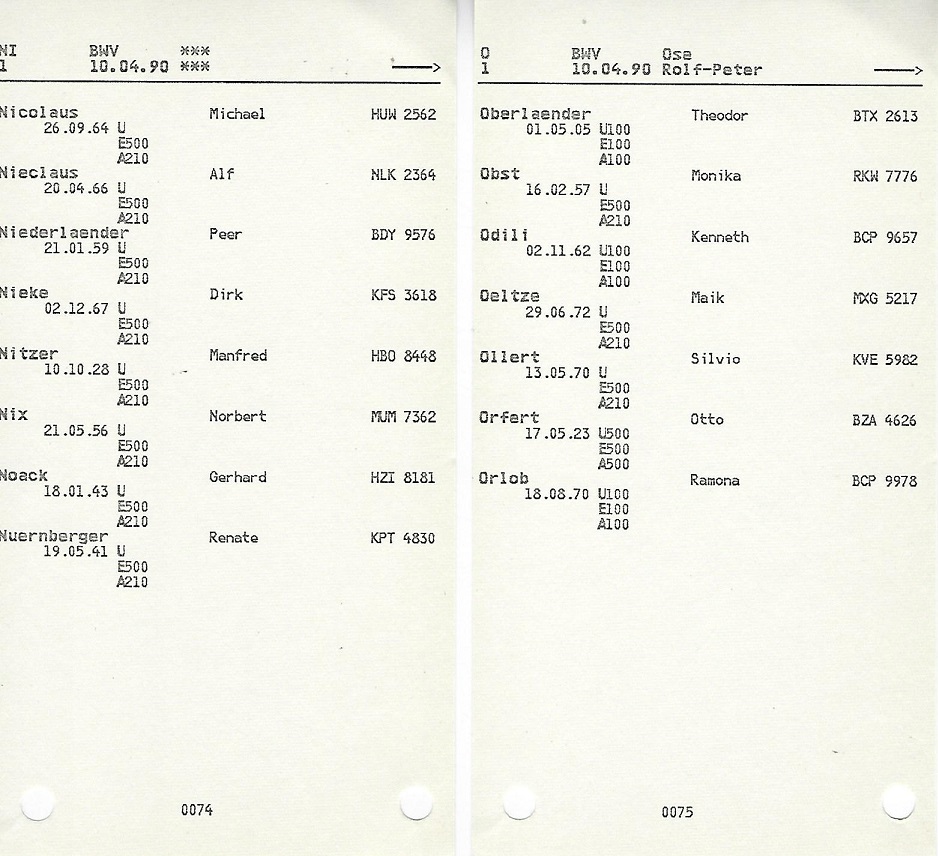 NI BWV ***
1 10.04.90 *** ———>
Nicolaus Michael HUW 2562
26.09.64 U
E500
A210
Nieclaus Alf NLK 2364
20.04.66 U
E500
A210
Niederlaender Peer BDY 9576
21.01.59 U
E500
A210
Nieke Dirk KFS 3618
02.12.67 U
E500
A210
Nitzer Manfred HBO 8448
10.10.28 U
E500
A210
Nix Norbert MUM 7362
21.05.56 U
E500
A210
Noack Gerhard HZI 8181
18.01.43 U
E500
A210
Nuernberger Renate KPT 4830
19.05.41 U
E500
A210
0074
O BWV Ose
1 10.04.90 Rolf-Peter ———>
Oberlaender Theodor BTX 2613
01.05.05 U100
E100
A100
Obst Monika RKW 7776
16.02.57 U
E500
A210
Odili Kenneth BCP 9657
02.11.62 U100
E100
A100
Oeltze Maik MXG 5217
29.06.72 U
E500
A210
Ollert Silvio KVE 5982
13.05.70 U
E500
A210
Orfert Otto BZA 4626
17.05.23 U500
E500
A500
Orlob Ramona BCP 9978
18.08.70 U100
E100
A100
0075